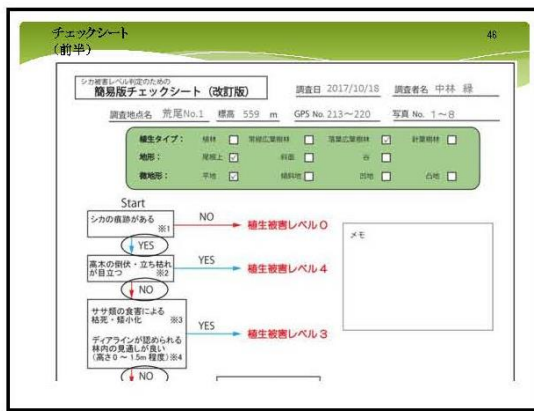 チェックシート
(前半)
46
シカ被害レベル判定のための
簡易版チェックシート(改訂版)
調査日 2017/10/18 調査者名 中林 緑
調査地点名 荒尾No.1 標高 559 m GPS No. 213～220 写真 No. 1～8
植生タイプ: 植林 常緑広葉樹林 落葉広葉樹林 針葉樹林
地形: 尾根上 斜面 谷
微地形: 平地 傾斜地 凹地 凸地
Start
シカの痕跡がある
※1
NO
植生被害レベル0
メモ
YES
高木の倒伏・立ち枯れ
が目立つ ※2
YES
植生被害レベル4
NO
ササ類の食害による
枯死・矮小化 ※3
ディアラインが認められる
林内の見通しが良い
(高さ0～1.5m程度)※4
YES
植生被害レベル3
NO